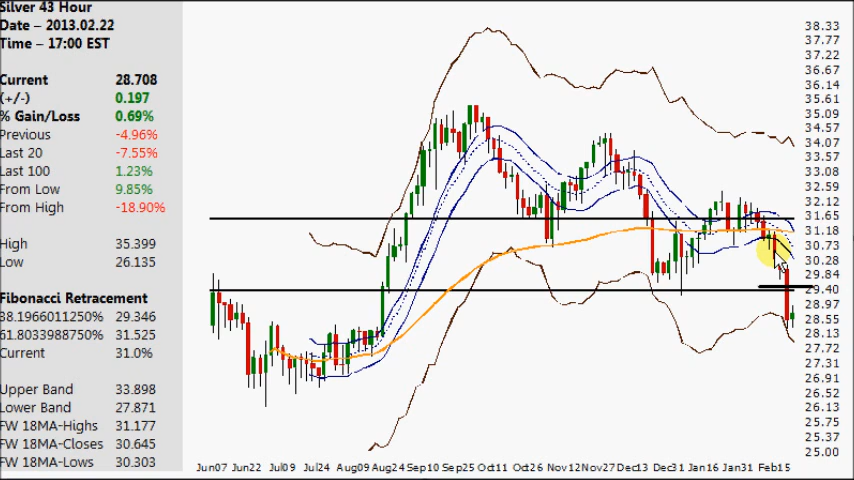 Silver 43 Hour
Date – 2013.02.22
Time – 17:00 EST
Current 28.708
(+/-) 0.197
% Gain/Loss 0.69%
Previous -4.96%
Last 20 -7.55%
Last 100 1.23%
From Low 9.85%
From High -18.90%
High 35.399
Low 26.135
Fibonacci Retracement
38.1966011250% 29.346
61.8033988750% 31.525
Current 31.0%
Upper Band 33.898
Lower Band 27.871
FW 18MA-Highs 31.177
FW 18MA-Closes 30.645
FW 18MA-Lows 30.303
38.33
37.77
37.22
36.67
36.14
35.61
35.09
34.57
34.07
33.57
33.08
32.59
32.12
31.65
31.18
30.73
30.28
29.84
29.40
28.97
28.55
28.13
27.72
27.31
26.91
26.52
26.13
25.75
25.37
25.00
Jun07 Jun22 Jul09 Jul24 Aug09 Aug24 Sep10 Sep25 Oct11 Oct26 Nov12 Nov27 Dec13 Dec31 Jan16 Jan31 Feb15